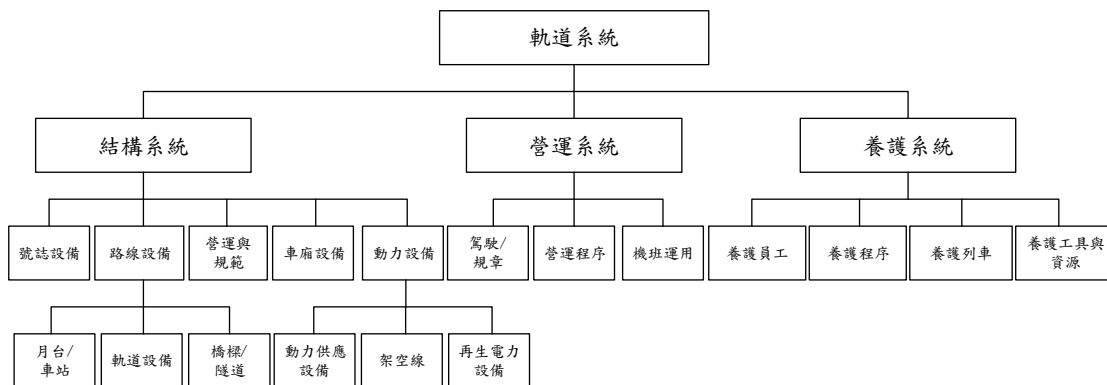 軌道系統
結構系統
營運系統
養護系統
號誌設備
路線設備
營運與
規範
車廂設備
動力設備
駕駛/
規章
營運程序
機班運用
養護員工
養護程序
養護列車
養護工具與
資源
月台/
車站
軌道設備
橋樑/
隧道
動力供應
設備
架空線
再生電力
設備